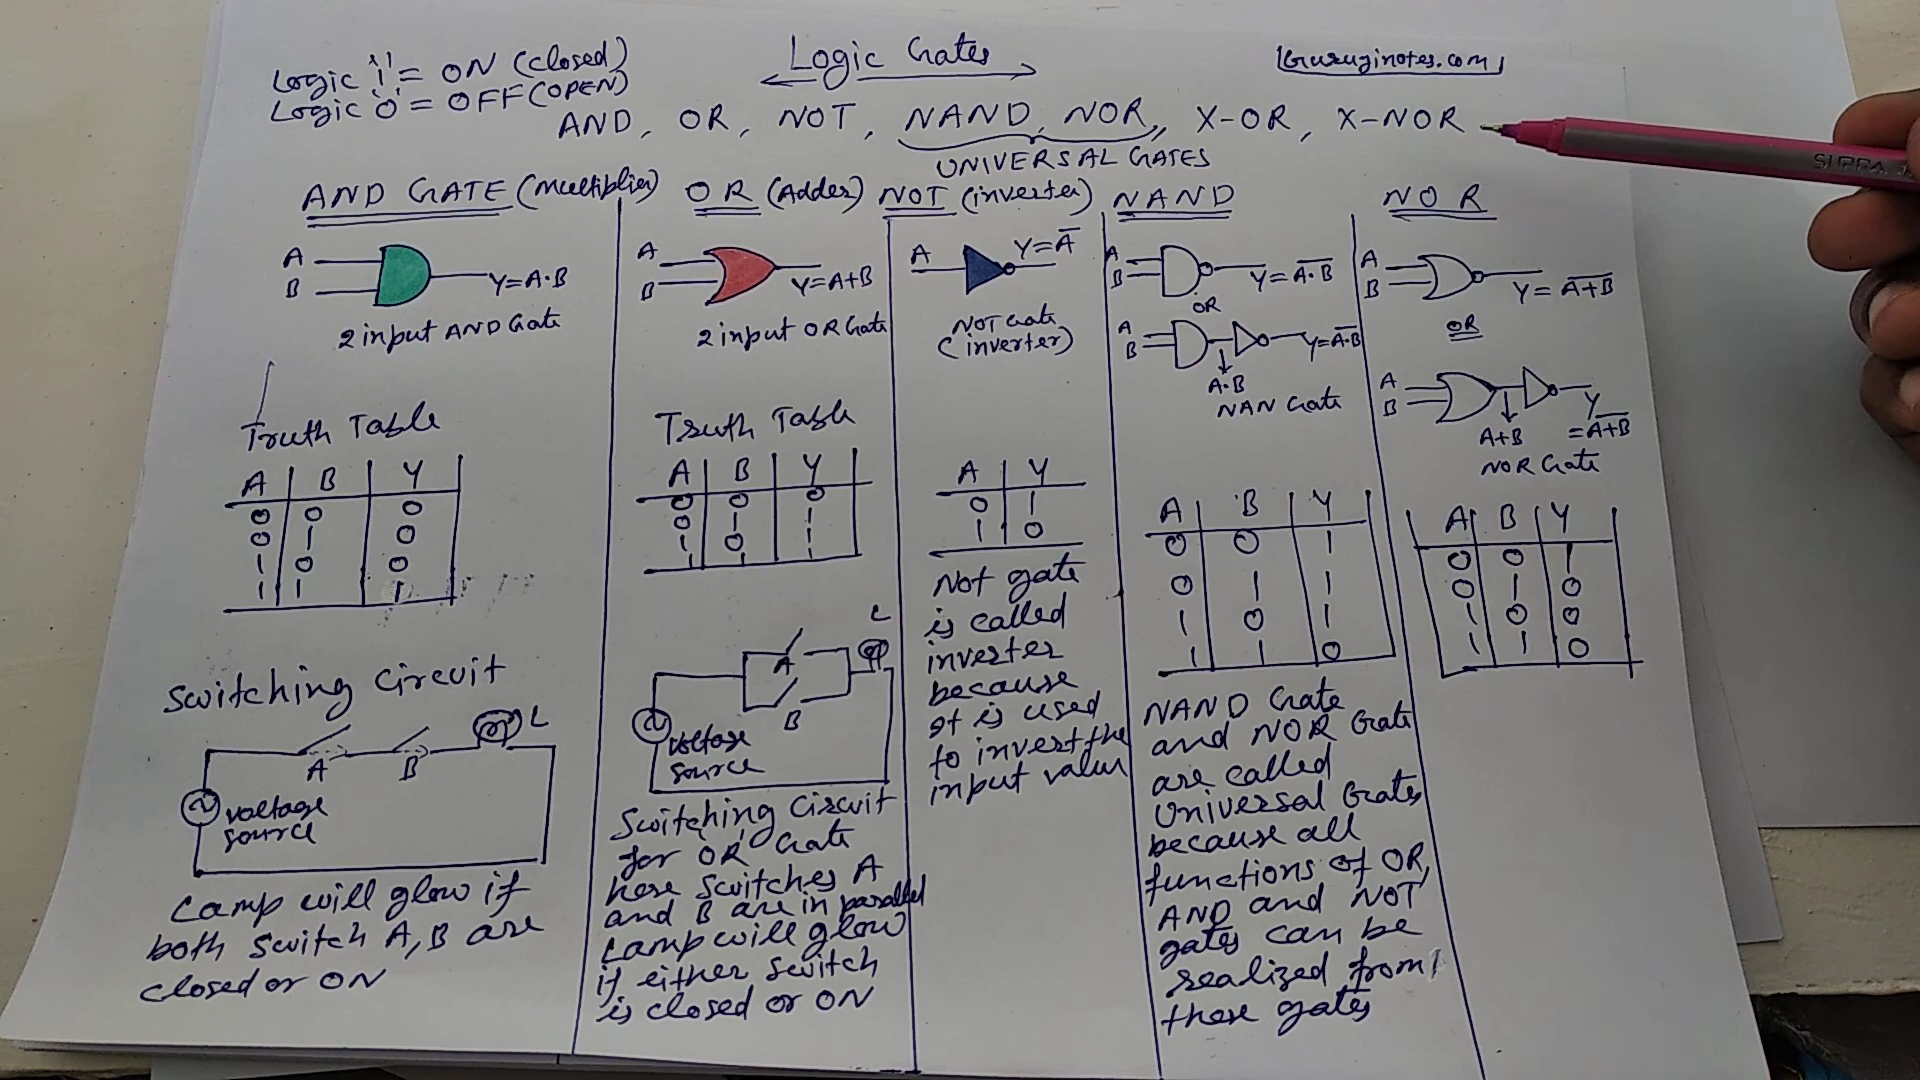 Logic '1' = ON (closed)
Logic '0' = OFF (OPEN)
Logic Gates
Guruginotes.com
AND, OR, NOT, NAND, NOR, X-OR, X-NOR
UNIVERSAL GATES
SIPPA
AND GATE (Multiplier)
A
B
Y=A·B
2 input AND Gate
Truth Table
A B Y
0 0 0
0 1 0
1 0 0
1 1 1
Switching Circuit
A B L
voltage
source
Lamp will glow if
both switch A, B are
closed or ON
OR (Adder)
A
B
Y=A+B
2 input OR Gate
Truth Table
A B Y
0 0 0
0 1 1
1 0 1
L
A
B
voltage
source
Switching Circuit
for 'OR' Gate
here switches A
and B are in parallel
Lamp will glow
if either switch
is closed or ON
NOT (inverter)
A
Y=A̅
NOT Gate
(inverter)
A Y
0 1
1 0
Not gate
is called
inverter
because
it is used
to invert the
input value
NAND
A
B
Y=A̅·̅B̅
OR
A
B
Y=A̅·̅B̅
A·B
NAN Gate
A B Y
0 0 1
0 1 1
1 0 1
1 1 0
NAND Gate
and NOR Gate
are called
Universal Gates
because all
functions of OR,
AND and NOT
gates can be
realized from
these gates
NOR
A
B
Y=A̅+̅B̅
OR
A
B
Y
A+B
=A̅+̅B̅
NOR Gate
A B Y
0 0 1
0 1 0
1 0 0
1 1 0